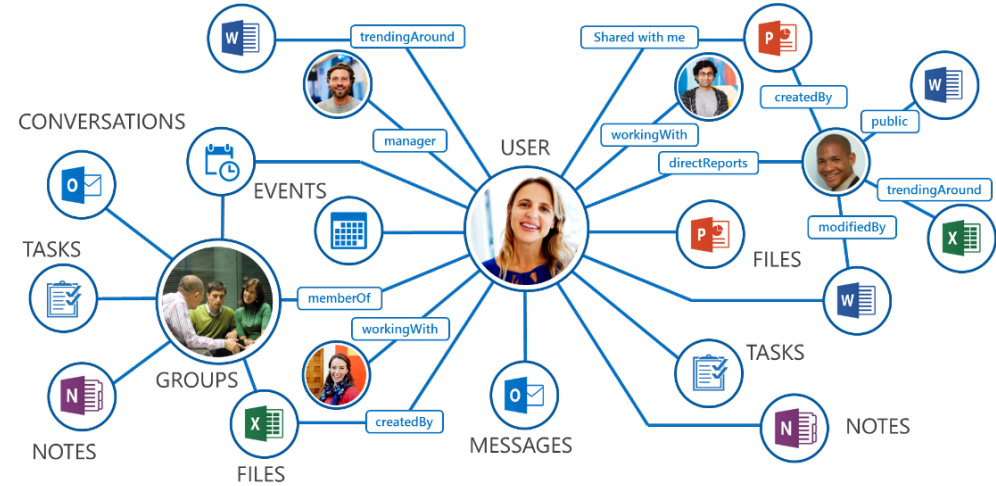 W
trendingAround
Shared with me
P
createdBy
W
public
CONVERSATIONS
manager
workingWith
USER
directReports
O
EVENTS
trendingAround
TASKS
P
modifiedBy
X
FILES
memberOf
W
workingWith
TASKS
GROUPS
N
X
createdBy
O
NOTES
N
NOTES
MESSAGES
FILES